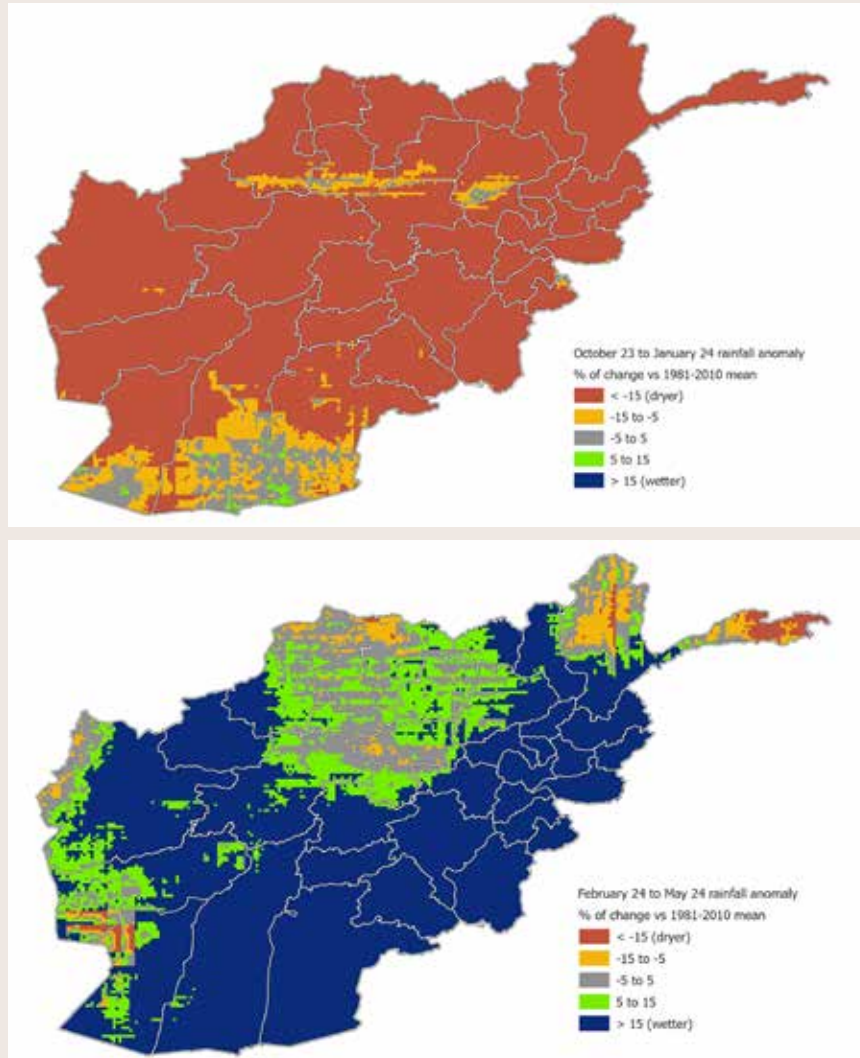 October 23 to January 24 rainfall anomaly
% of change vs 1981-2010 mean
< -15 (dryer)
-15 to -5
-5 to 5
5 to 15
> 15 (wetter)
February 24 to May 24 rainfall anomaly
% of change vs 1981-2010 mean
< -15 (dryer)
-15 to -5
-5 to 5
5 to 15
> 15 (wetter)